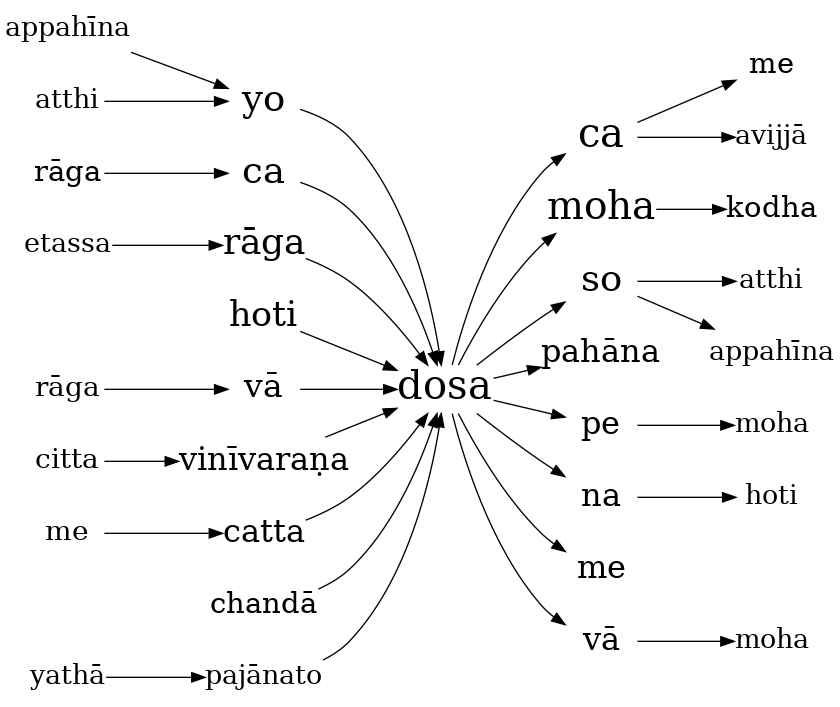 appahīna
atthi
rāga
etassa
rāga
citta
me
yathā
yo
ca
rāga
hoti
vā
vinīvaraṇa
catta
chandā
pajānato
dosa
ca
moha
so
pahāna
pe
na
me
vā
me
avijjā
kodha
atthi
appahīna
moha
hoti
moha